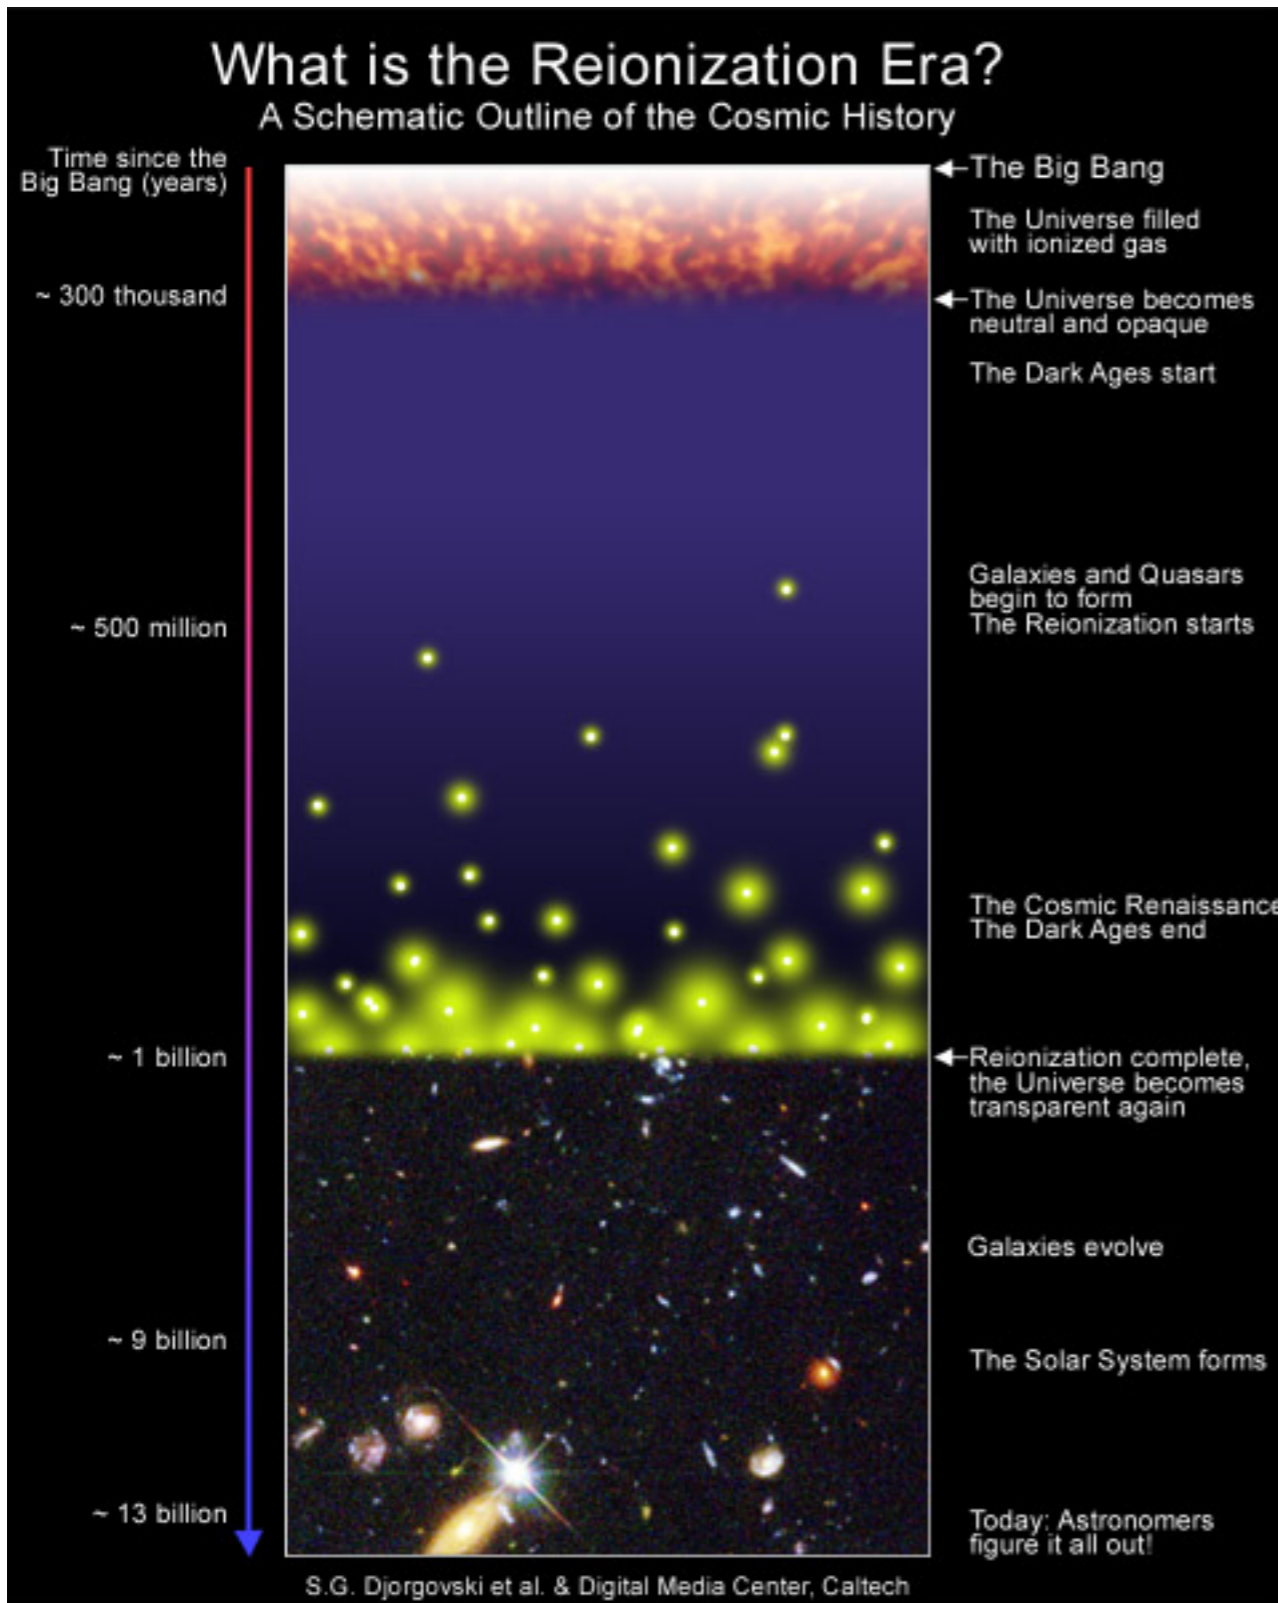 What is the Reionization Era?
A Schematic Outline of the Cosmic History
Time since the
Big Bang (years)
The Big Bang
The Universe filled
with ionized gas
~ 300 thousand
The Universe becomes
neutral and opaque
The Dark Ages start
Galaxies and Quasars
begin to form
The Reionization starts
~ 500 million
The Cosmic Renaissance
The Dark Ages end
~ 1 billion
Reionization complete,
the Universe becomes
transparent again
Galaxies evolve
~ 9 billion
The Solar System forms
~ 13 billion
Today: Astronomers
figure it all out!
S.G. Djorgovski et al. & Digital Media Center, Caltech